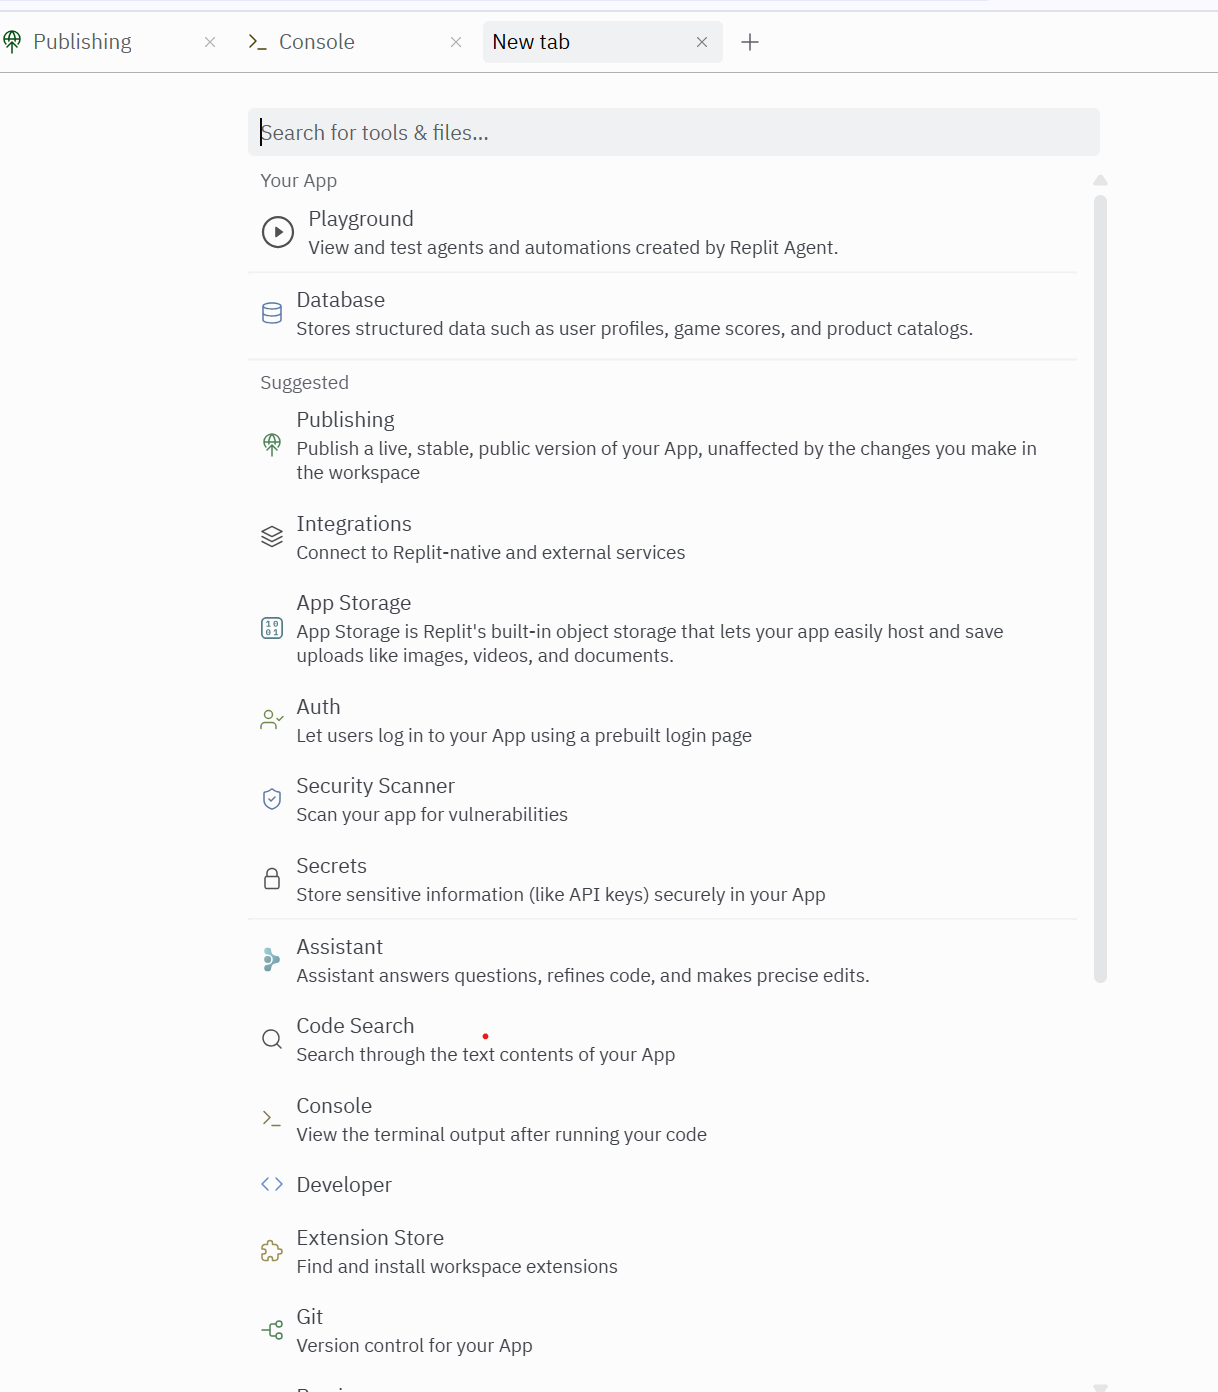 Publishing
Console
New tab
Search for tools & files...
Your App
Playground
View and test agents and automations created by Replit Agent.
Database
Stores structured data such as user profiles, game scores, and product catalogs.
Suggested
Publishing
Publish a live, stable, public version of your App, unaffected by the changes you make in
the workspace
Integrations
Connect to Replit-native and external services
App Storage
App Storage is Replit's built-in object storage that lets your app easily host and save
uploads like images, videos, and documents.
Auth
Let users log in to your App using a prebuilt login page
Security Scanner
Scan your app for vulnerabilities
Secrets
Store sensitive information (like API keys) securely in your App
Assistant
Assistant answers questions, refines code, and makes precise edits.
Code Search
Search through the text contents of your App
Console
View the terminal output after running your code
Developer
Extension Store
Find and install workspace extensions
Git
Version control for your App